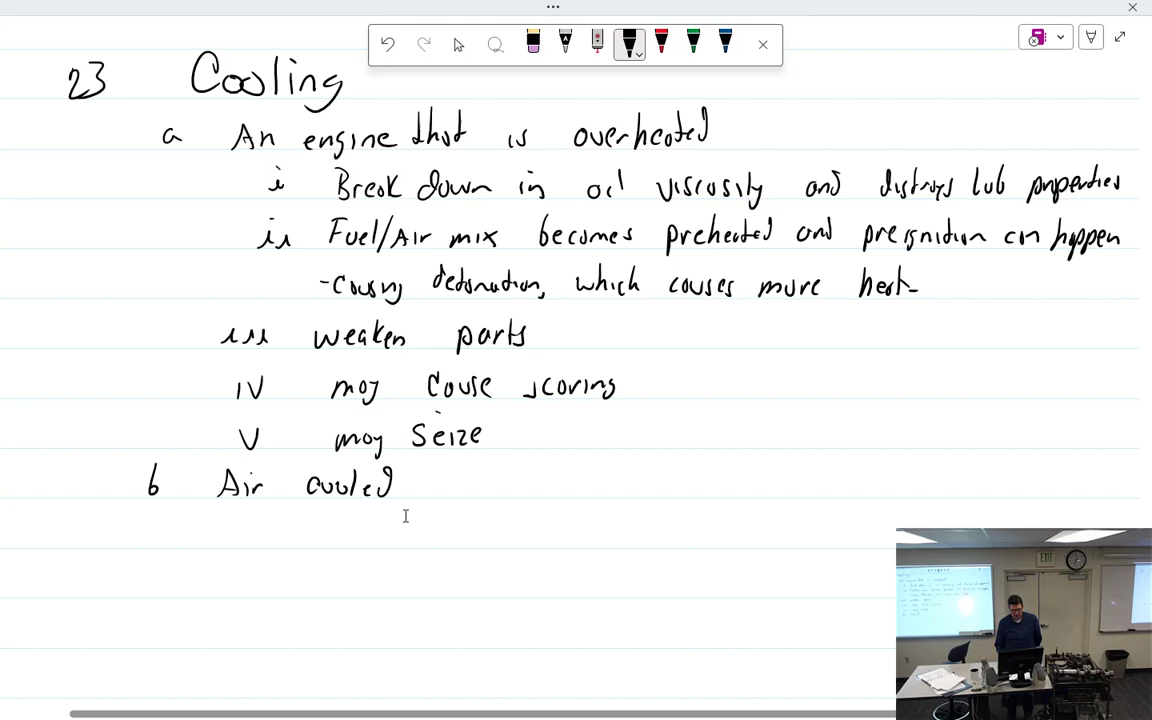 23 Cooling
a An engine that is overheated
i Break down in oil viscosity and distroys lub properties
ii Fuel/Air mix becomes preheated and preignition can happen
-causing detonation, which causes more heat
iii weaken parts
IV may cause scoring
V may Seize
b Air cooled
EXIT